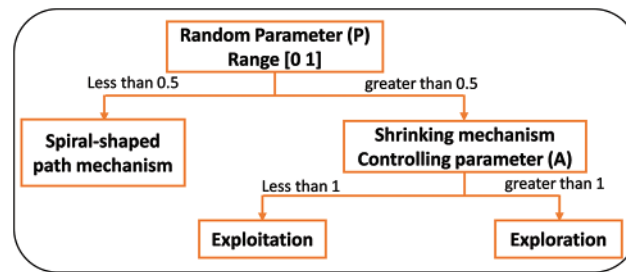 Random Parameter (P)
Range [0 1]
Less than 0.5
greater than 0.5
Spiral-shaped
path mechanism
Shrinking mechanism
Controlling parameter (A)
Less than 1
greater than 1
Exploitation
Exploration